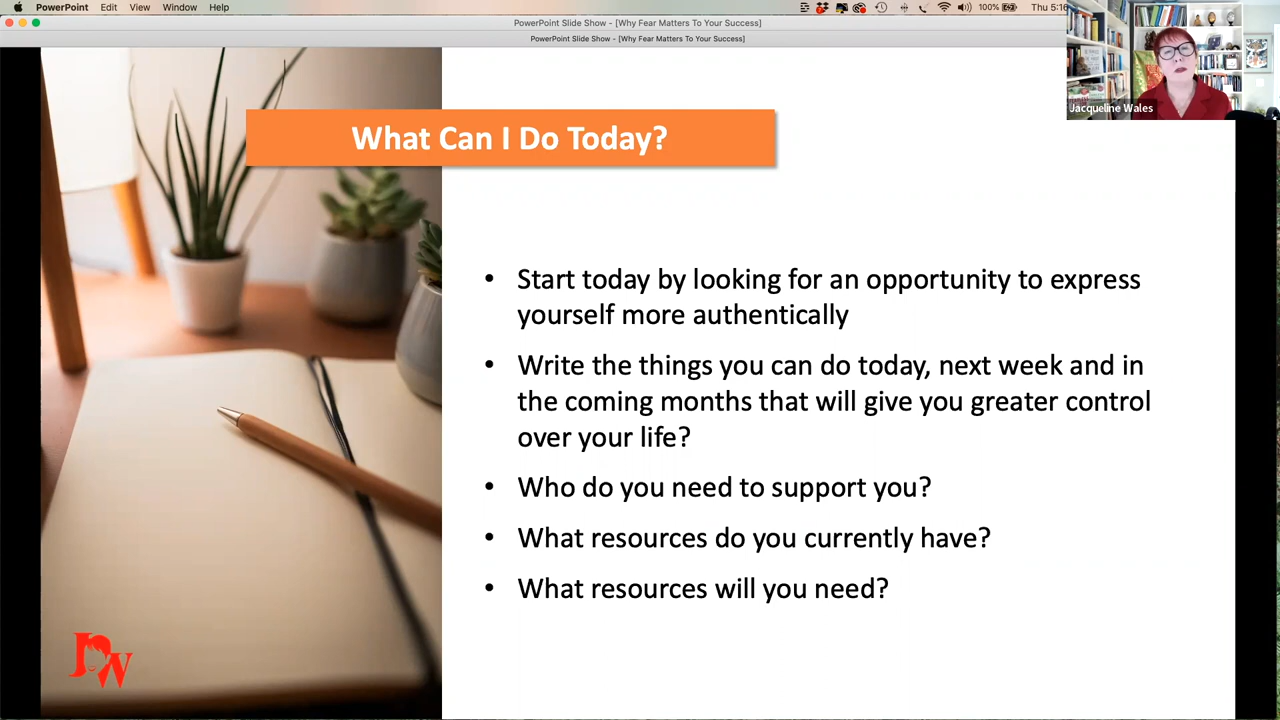 PowerPoint Edit View Window Help
100%
Thu 5:16
PowerPoint Slide Show - [Why Fear Matters To Your Success]
PowerPoint Slide Show - [Why Fear Matters To Your Success]
Jacqueline Wales
What Can I Do Today?
• Start today by looking for an opportunity to express
yourself more authentically
• Write the things you can do today, next week and in
the coming months that will give you greater control
over your life?
• Who do you need to support you?
• What resources do you currently have?
• What resources will you need?
JW